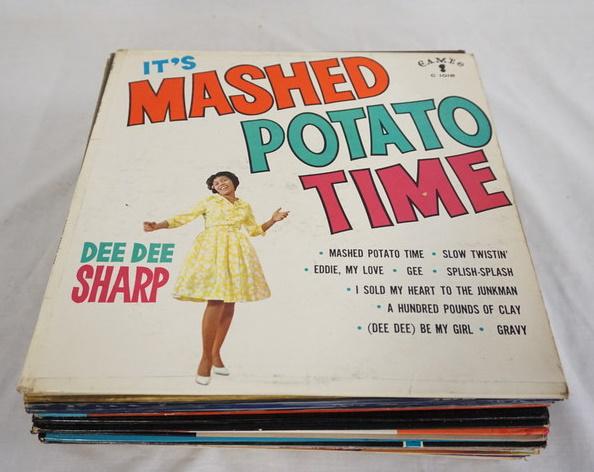 IT'S
MASHED
POTATO
TIME
CAMEO
C 1018
DEE DEE
SHARP
• MASHED POTATO TIME • SLOW TWISTIN'
• EDDIE, MY LOVE • GEE • SPLISH-SPLASH
• I SOLD MY HEART TO THE JUNKMAN
• A HUNDRED POUNDS OF CLAY
• (DEE DEE) BE MY GIRL • GRAVY